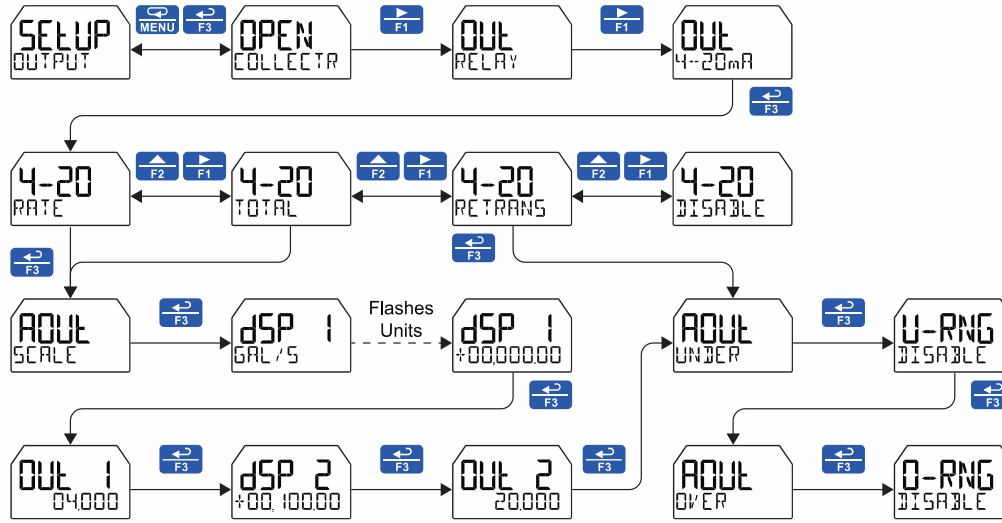 SEtUP
OUTPUT
MENU
F3
OPEN
COLLECTR
F1
OUt
RELAY
F1
OUt
4-20mA
F3
4-20
RATE
F2
F1
4-20
TOTAL
F2
F1
4-20
RETRANS
F2
F1
4-20
DISABLE
F3
F3
AOUt
SCALE
F3
dSP 1
GAL/S
Flashes
Units
dSP 1
+00,000.00
AOUt
UNDER
F3
U-RNG
DISABLE
F3
F3
OUt 1
04.000
F3
dSP 2
+00,100.00
F3
OUt 2
20.000
F3
AOUt
OVER
F3
O-RNG
DISABLE